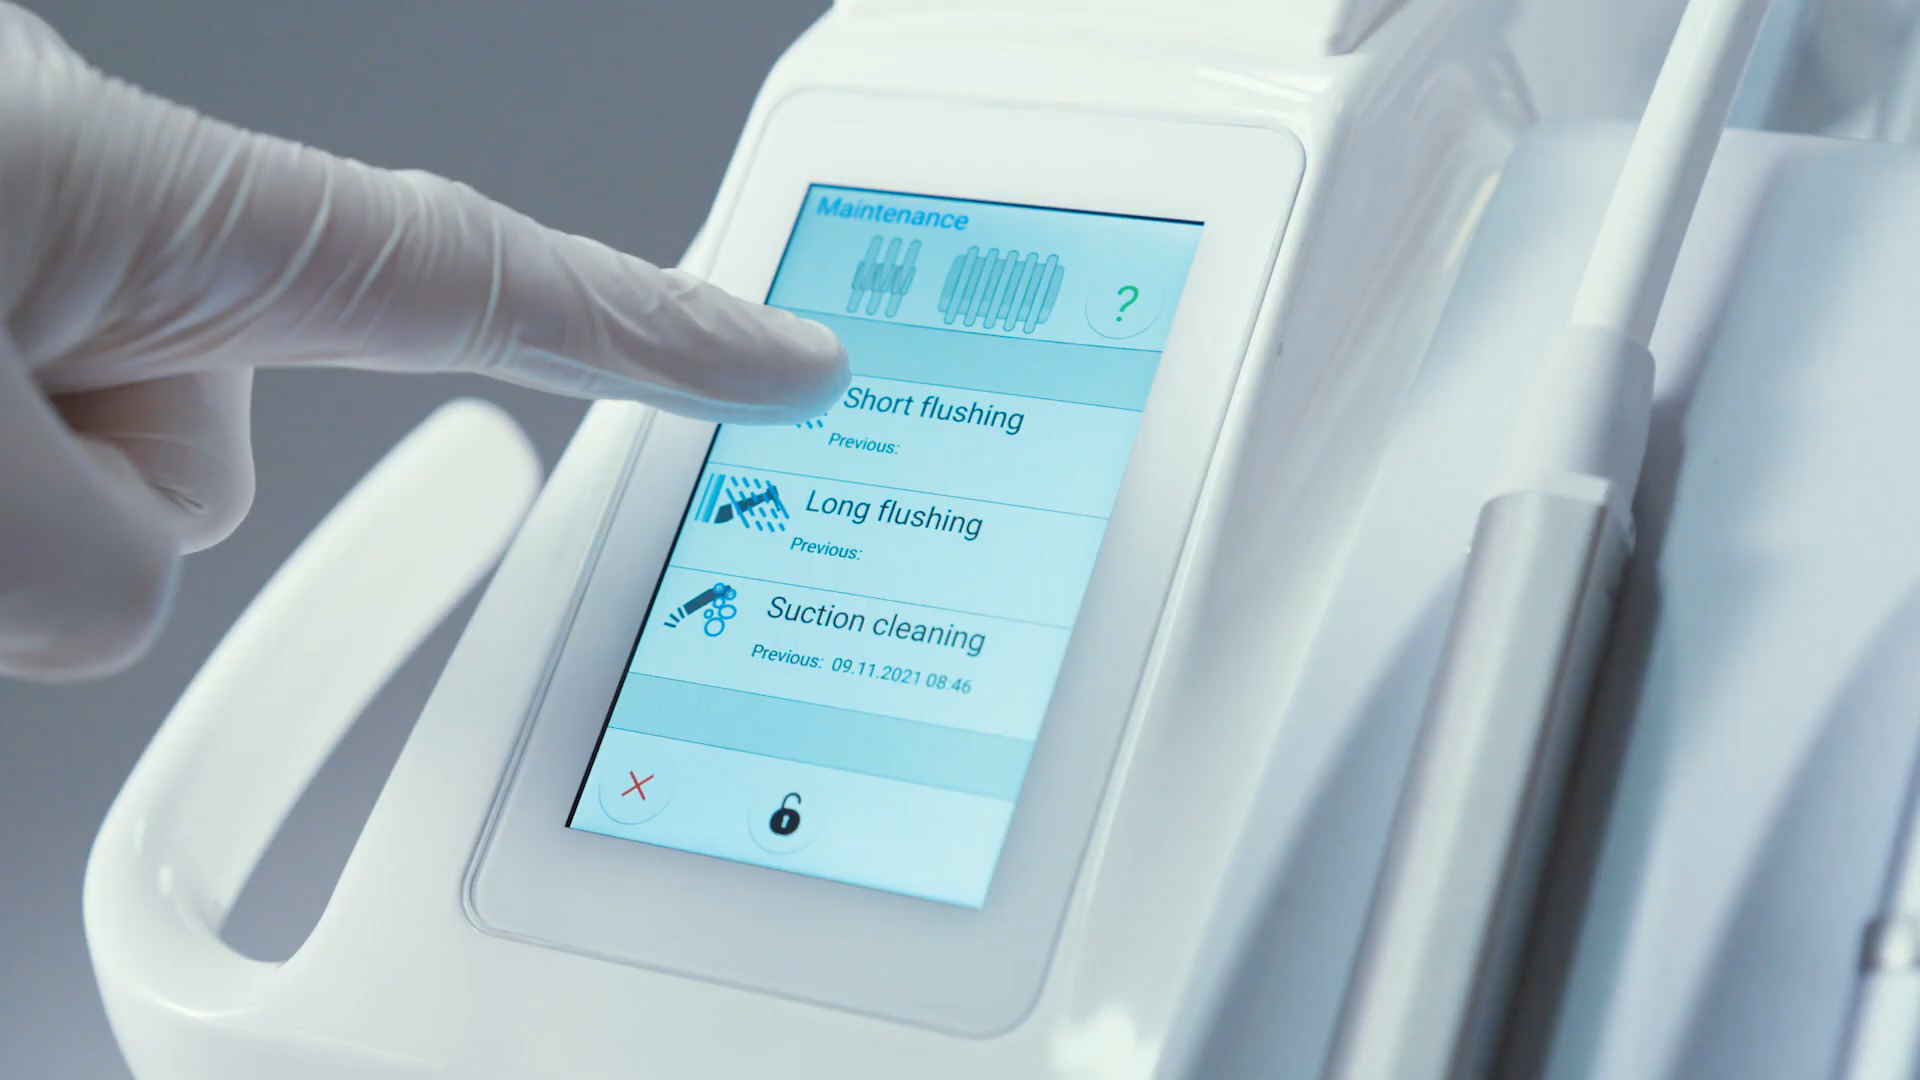 Maintenance
?
Short flushing
Previous:
Long flushing
Previous:
Suction cleaning
Previous: 09.11.2021 08:46